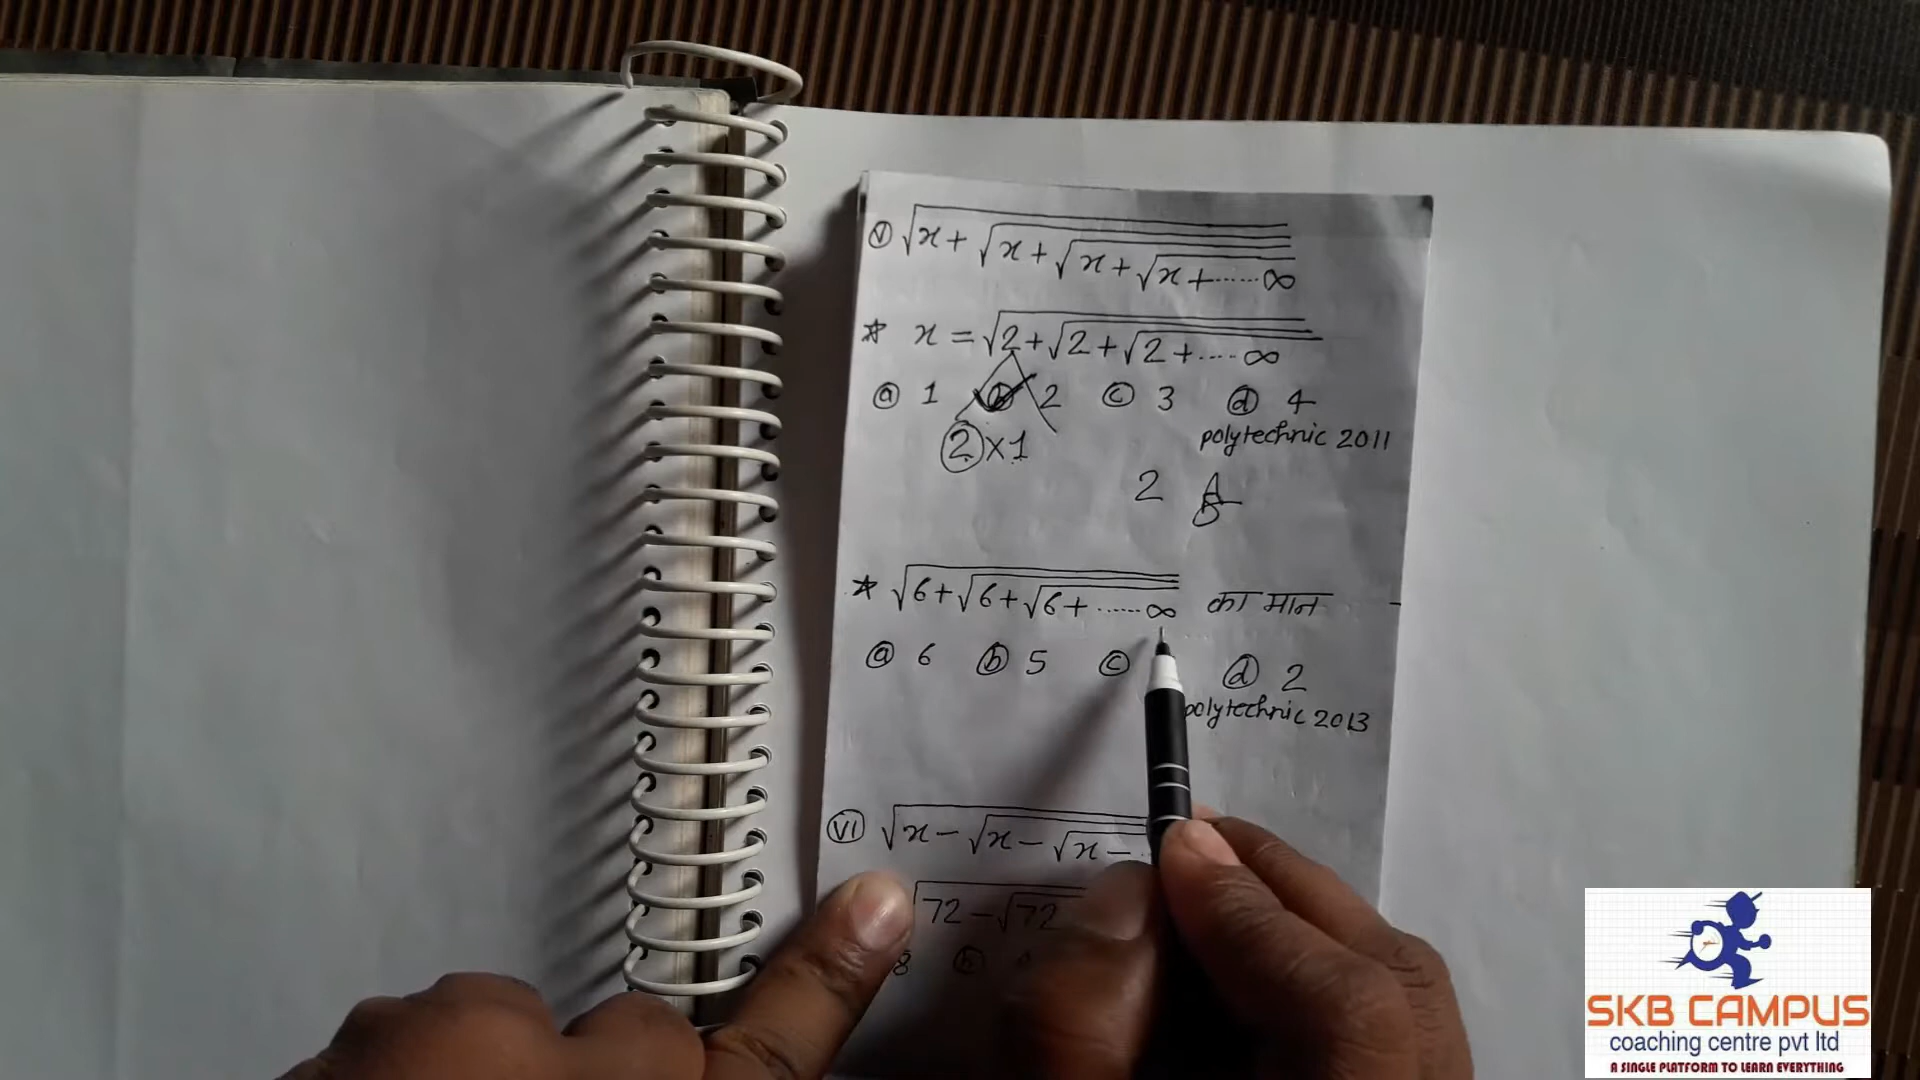 Ⓥ √x + √x + √x + √x + ...... ∞
☆ x = √2 + √2 + √2 + .... ∞
ⓐ 1 ⓑ 2 ⓒ 3 ⓓ 4
polytechnic 2011
② × 1
2 A
☆ √6 + √6 + √6 + ...... ∞ का मान
ⓐ 6 ⓑ 5 ⓒ ⓓ 2
polytechnic 2013
ⓥⓘ √x - √x - √x -
√72 - √72
8 ⓑ
SKB CAMPUS
coaching centre pvt ltd
A SINGLE PLATFORM TO LEARN EVERYTHING